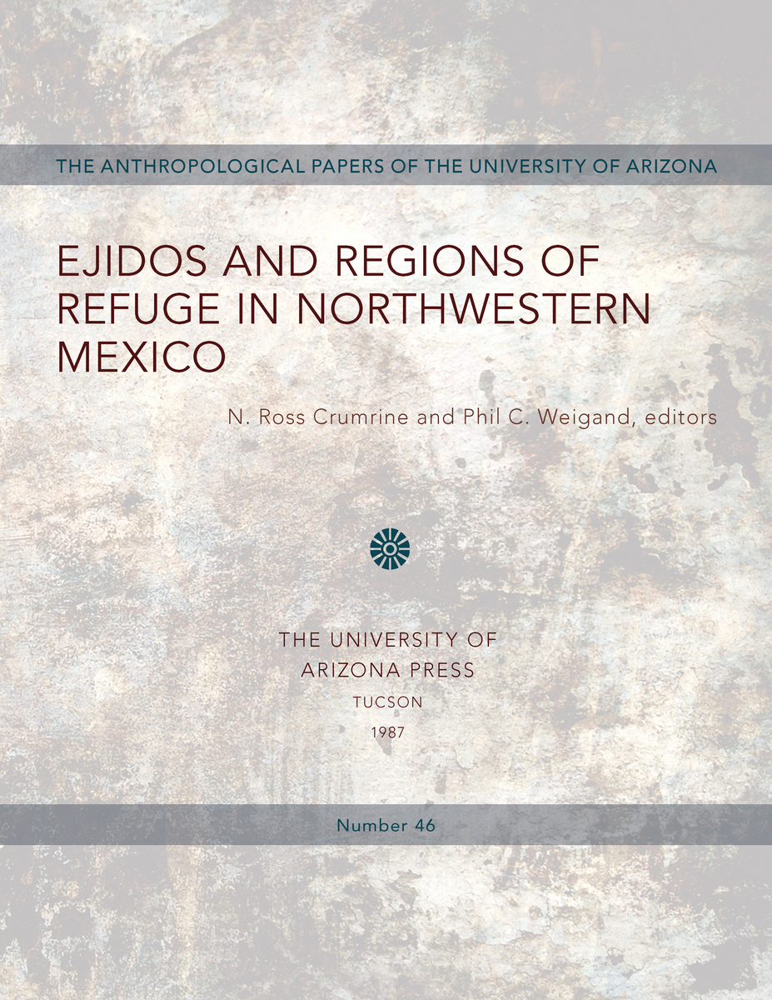 THE ANTHROPOLOGICAL PAPERS OF THE UNIVERSITY OF ARIZONA
EJIDOS AND REGIONS OF
REFUGE IN NORTHWESTERN
MEXICO
N. Ross Crumrine and Phil C. Weigand, editors
THE UNIVERSITY OF
ARIZONA PRESS
TUCSON
1987
Number 46